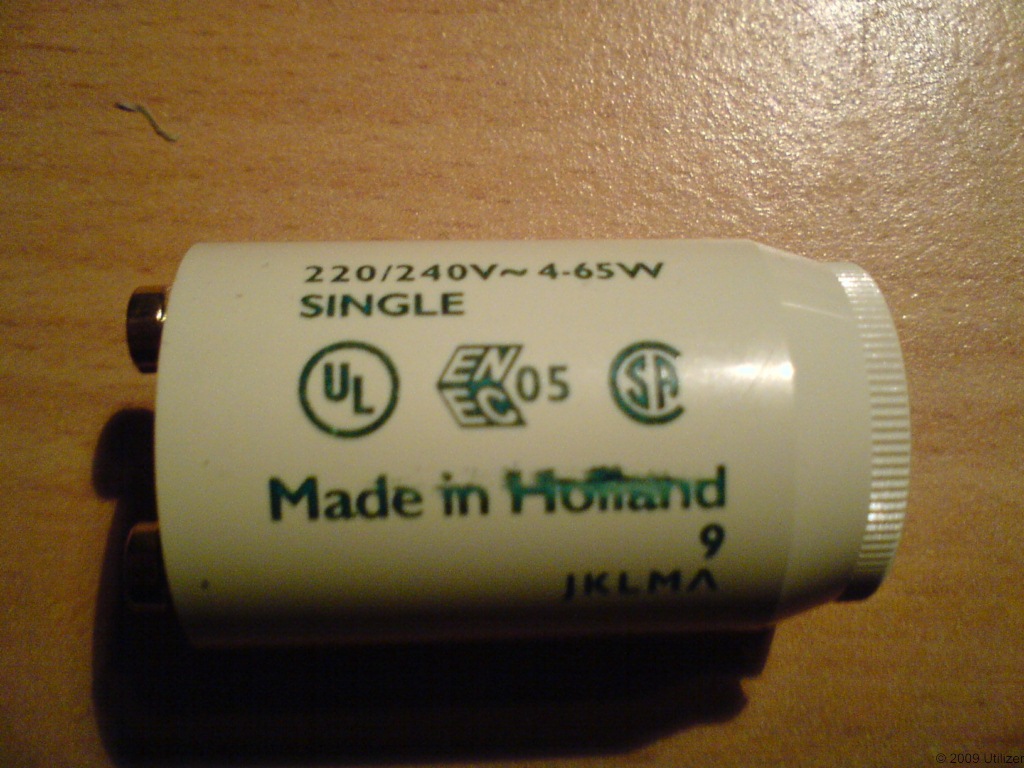 220/240V~ 4-65W
SINGLE
UL EN EC 05 SA
Made in Holland
9
JKLMA
© 2009 Utilizer